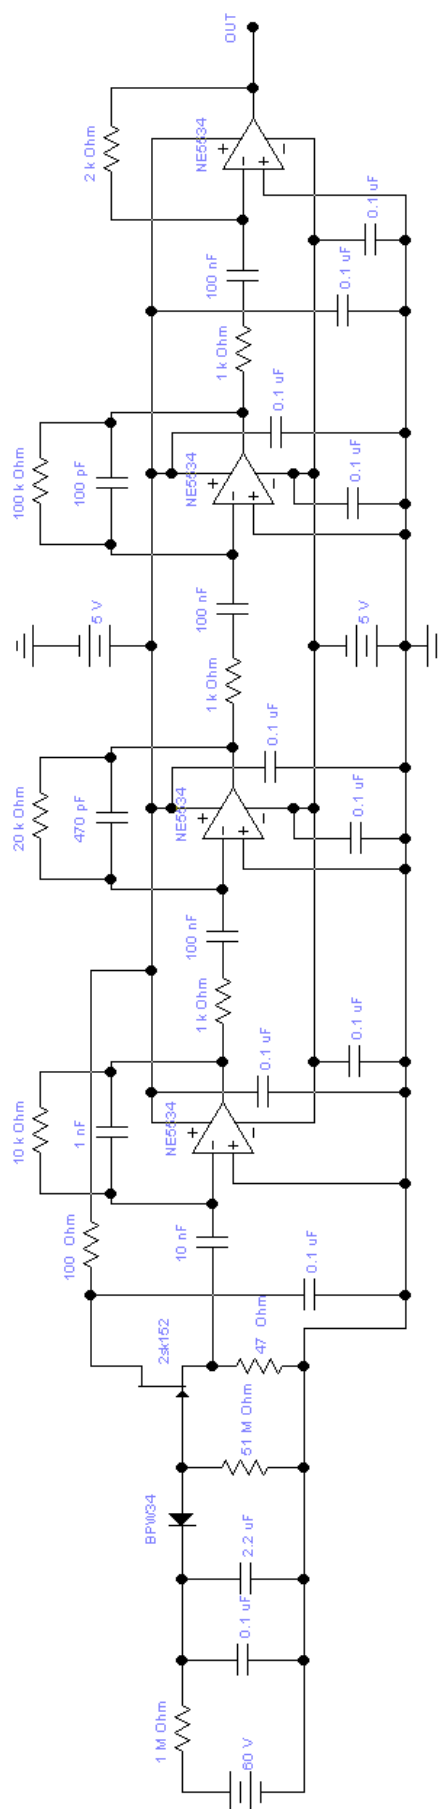 OUT
2 k Ohm
NE5534
+
−
−
+
0.1 uF
100 nF
0.1 uF
1 k Ohm
0.1 uF
100 k Ohm
100 pF
NE5534
+
−
−
+
0.1 uF
100 nF
5 V
5 V
1 k Ohm
0.1 uF
20 k Ohm
470 pF
NE5534
+
−
−
+
0.1 uF
100 nF
1 k Ohm
0.1 uF
0.1 uF
10 k Ohm
1 nF
NE5534
+
−
−
+
100 Ohm
10 nF
0.1 uF
2sk152
47 Ohm
51 M Ohm
BPW34
2.2 uF
0.1 uF
1 M Ohm
60 V